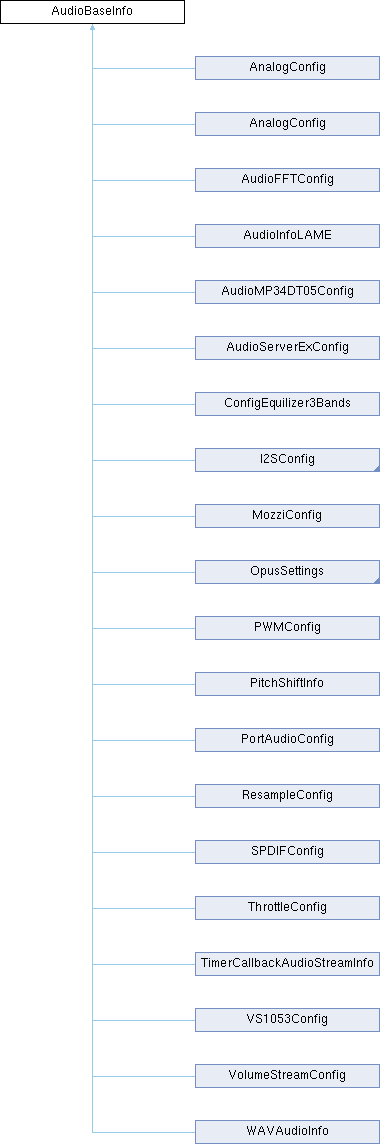 AudioBaseInfo
AnalogConfig
AnalogConfig
AudioFFTConfig
AudioInfoLAME
AudioMP34DT05Config
AudioServerExConfig
ConfigEquilizer3Bands
I2SConfig
MozziConfig
OpusSettings
PWMConfig
PitchShiftInfo
PortAudioConfig
ResampleConfig
SPDIFConfig
ThrottleConfig
TimerCallbackAudioStreamInfo
VS1053Config
VolumeStreamConfig
WAVAudioInfo